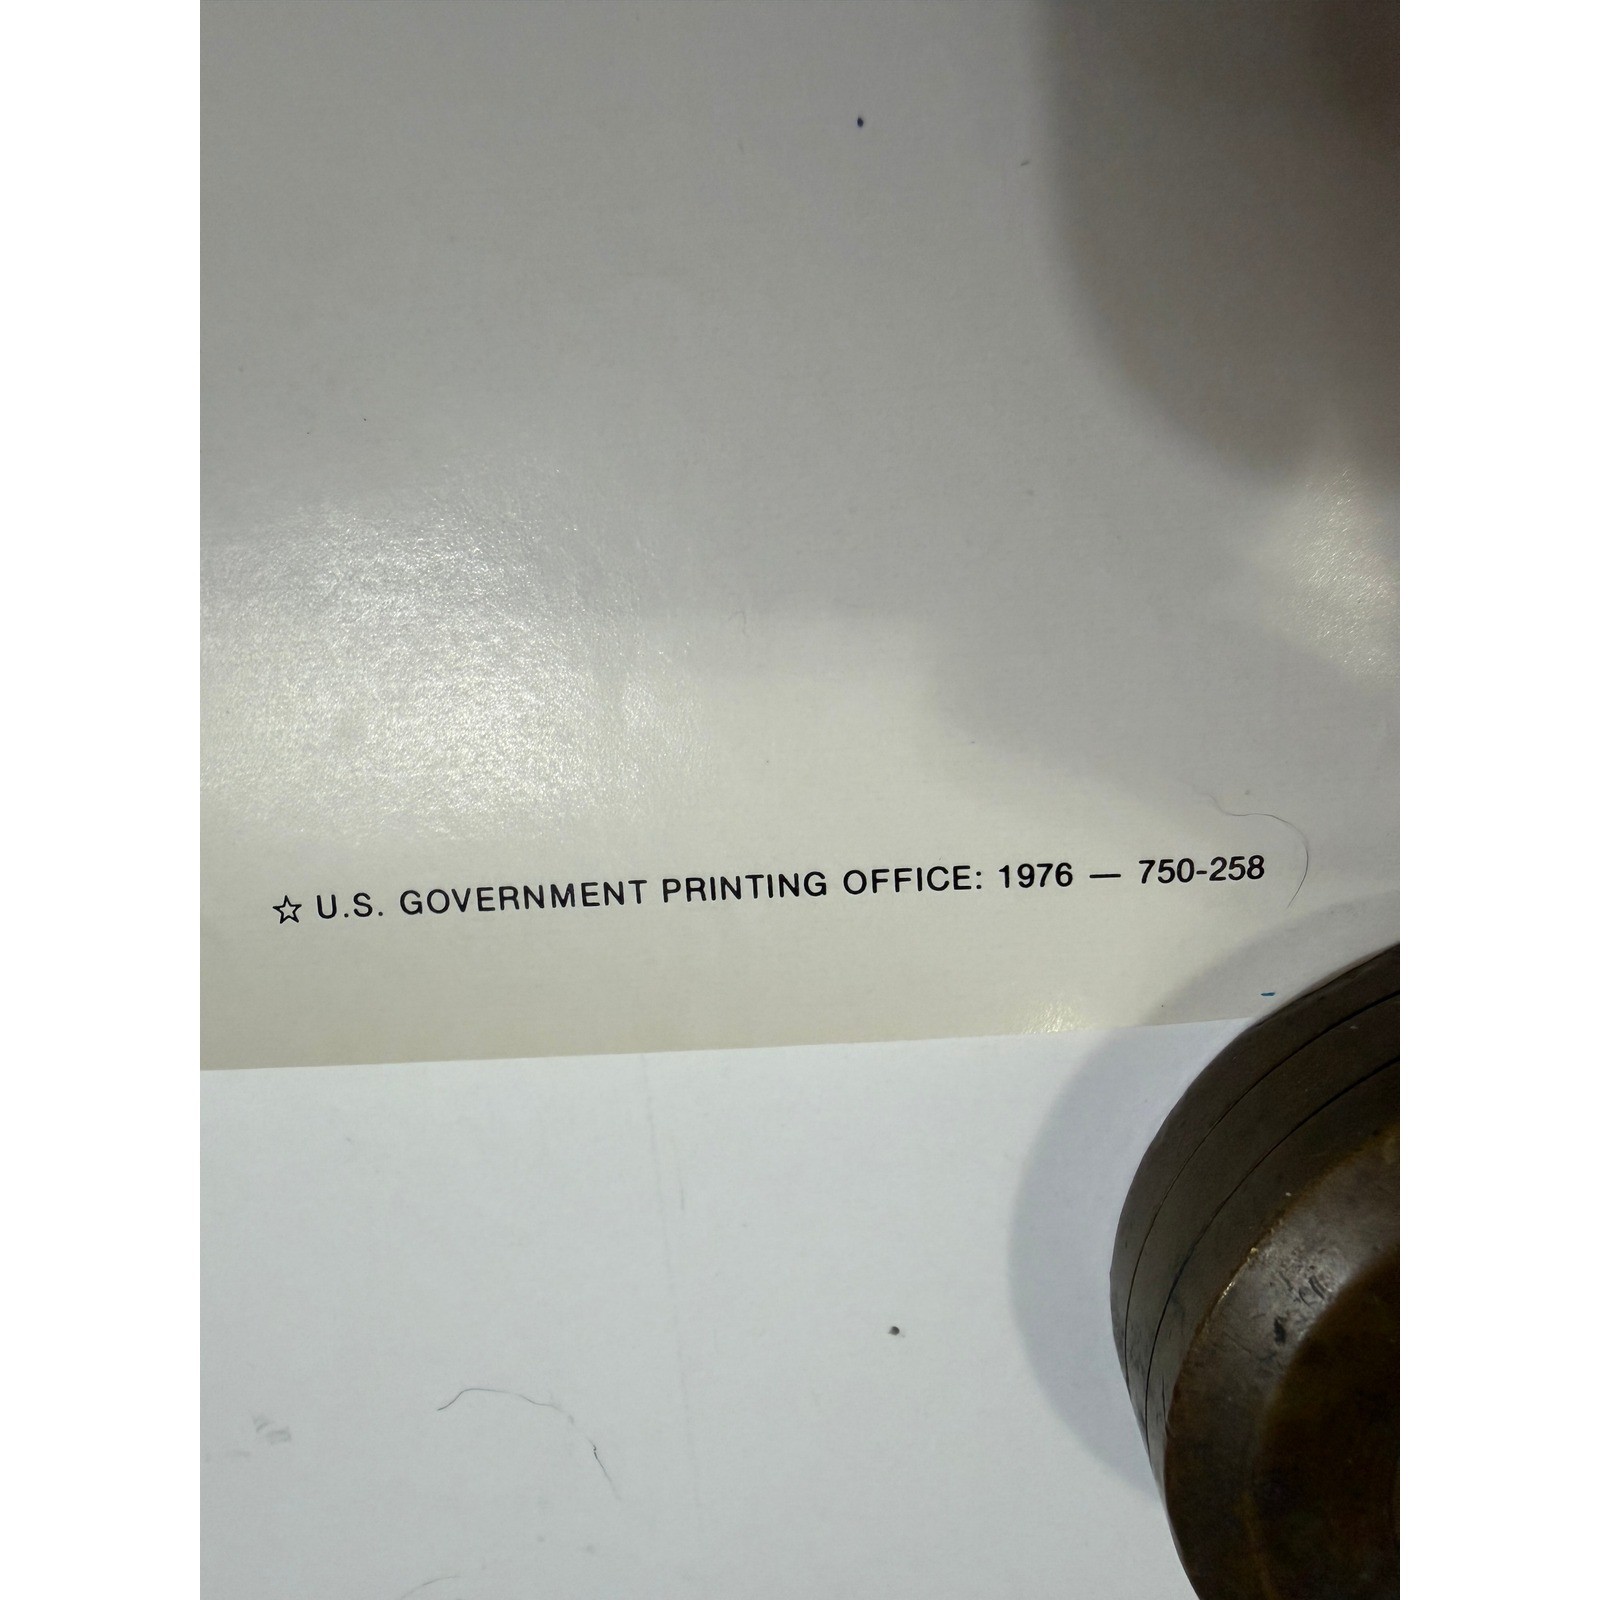 ☆ U.S. GOVERNMENT PRINTING OFFICE: 1976 — 750-258